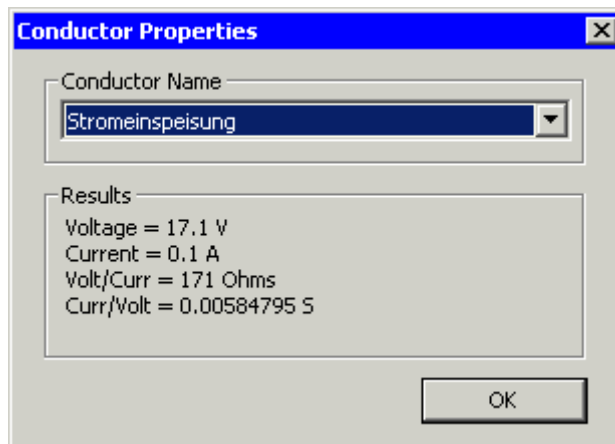 Conductor Properties
Conductor Name
Stromeinspeisung
Results
Voltage = 17.1 V
Current = 0.1 A
Volt/Curr = 171 Ohms
Curr/Volt = 0.00584795 S
OK